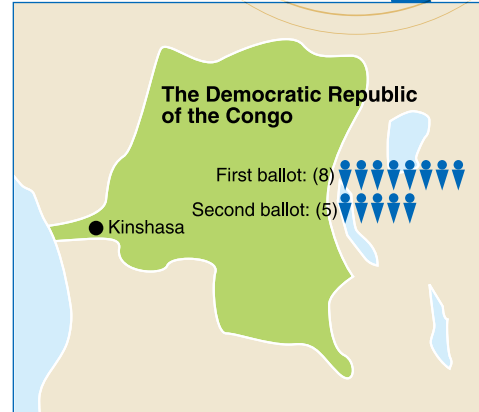 The Democratic Republic
of the Congo
First ballot: (8)
Second ballot: (5)
Kinshasa